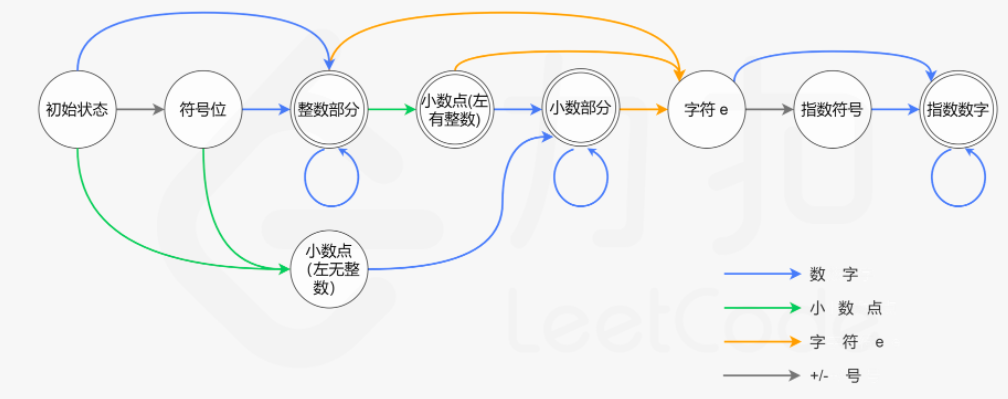 初始状态
符号位
整数部分
小数点(左
有整数)
小数部分
字符 e
指数符号
指数数字
小数点
(左无整
数)
数 字
小 数 点
字 符 e
+/- 号
力扣
LeetCode